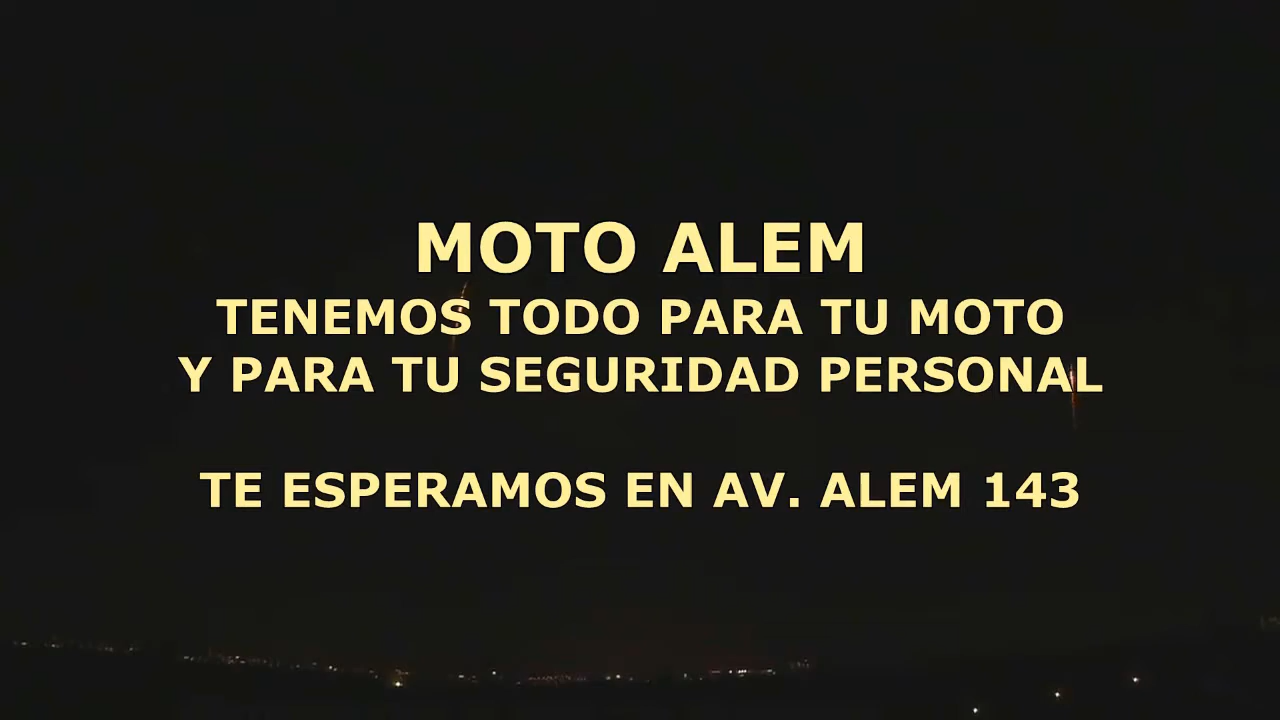 MOTO ALEM
TENEMOS TODO PARA TU MOTO
Y PARA TU SEGURIDAD PERSONAL
TE ESPERAMOS EN AV. ALEM 143